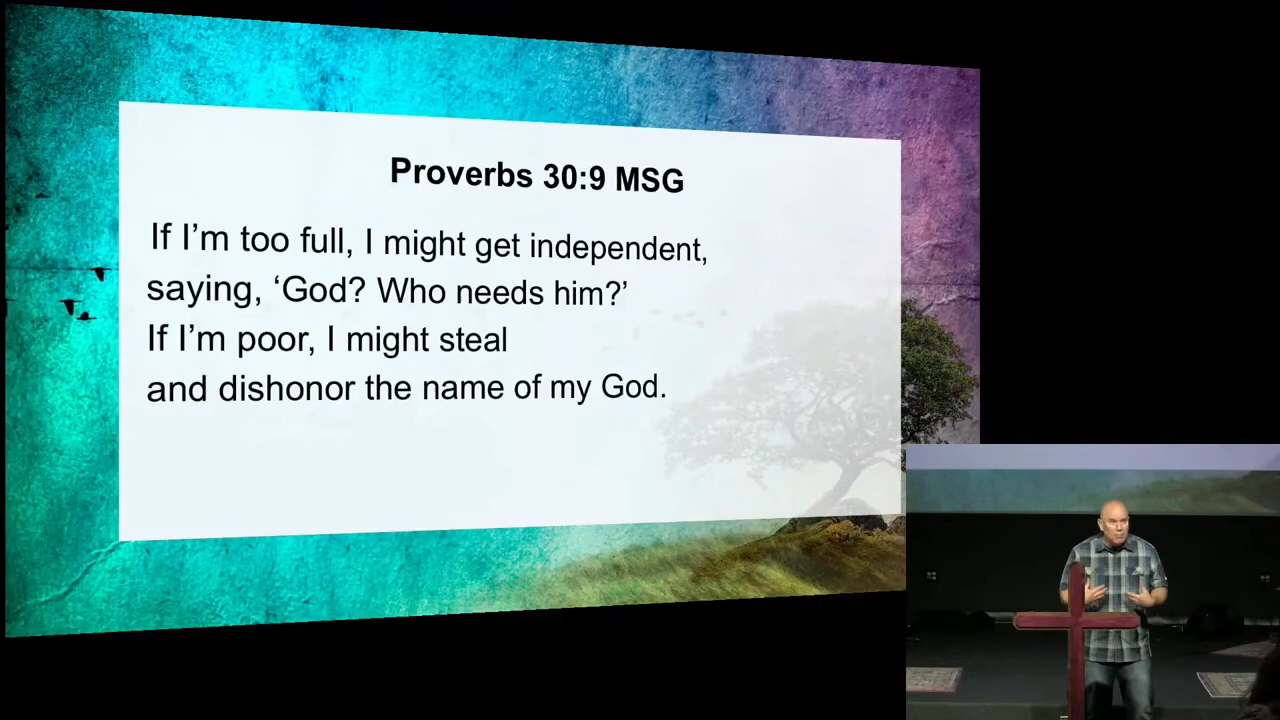 Proverbs 30:9 MSG
If I’m too full, I might get independent,
saying, ‘God? Who needs him?’
If I’m poor, I might steal
and dishonor the name of my God.